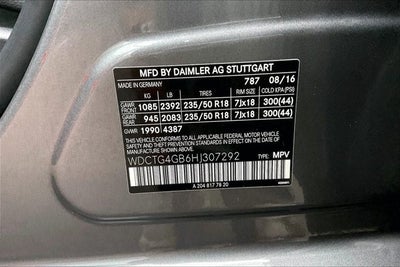 MFD BY DAIMLER AG STUTTGART
MADE IN GERMANY 787 08/16
KG LB TIRES RIM SIZE COLD KPA(PSI)
GAWR FRONT 1085 2392 235/50 R18 7Jx18 300(44)
GAWR REAR 945 2083 235/50 R18 7Jx18 300(44)
GVWR 1990 4387
THIS VEHICLE CONFORMS TO ALL APPLICABLE U.S. FEDERAL MOTOR VEHICLE SAFETY AND THEFT PREVENTION STANDARDS IN EFFECT ON THE DATE OF MANUFACTURE SHOWN ABOVE.
WDCTG4GB6HJ307292 TYPE: MPV
A 204 817 78 20